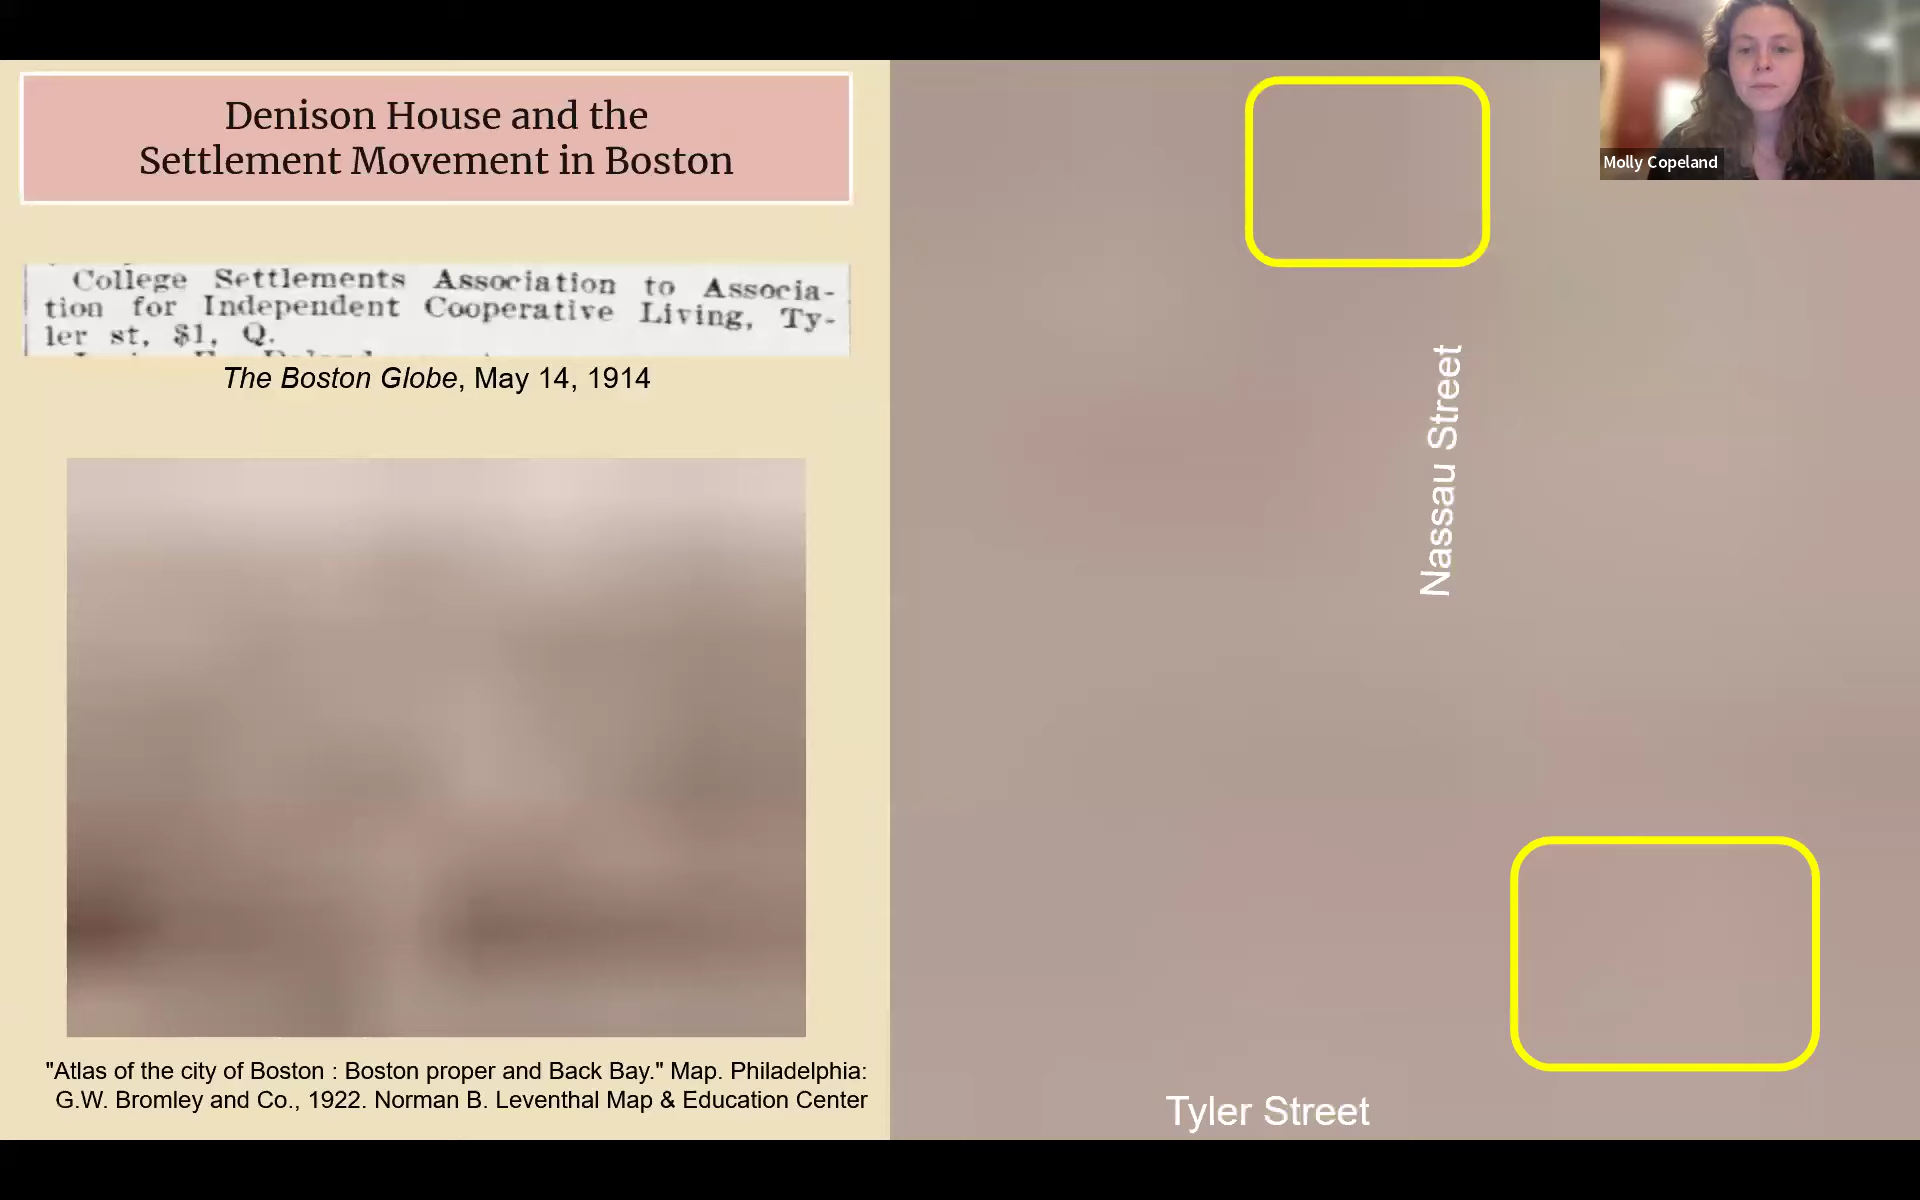 Denison House and the
Settlement Movement in Boston
College Settlements Association to Associa-
tion for Independent Cooperative Living, Ty-
ler st, $1, Q.
The Boston Globe, May 14, 1914
"Atlas of the city of Boston : Boston proper and Back Bay." Map. Philadelphia:
G.W. Bromley and Co., 1922. Norman B. Leventhal Map & Education Center
Nassau Street
Tyler Street
Molly Copeland